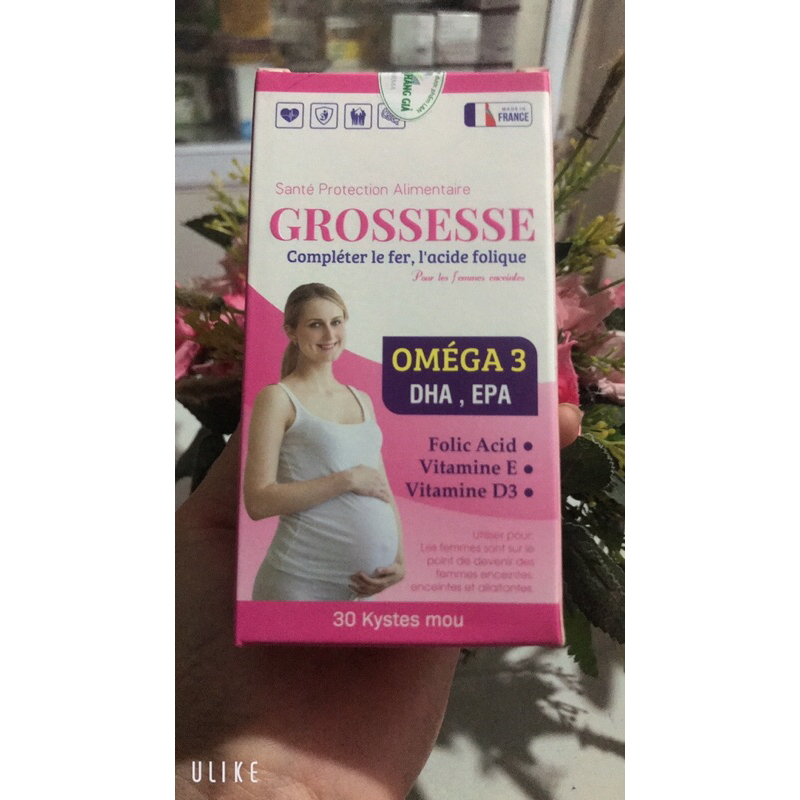 HÀNG GIẢ
MADE IN
FRANCE
Santé Protection Alimentaire
GROSSESSE
Compléter le fer, l'acide folique
Pour les femmes enceintes
OMÉGA 3
DHA , EPA
Folic Acid •
Vitamine E •
Vitamine D3 •
utiliser pour:
Les femmes sont sur le
point de devenir des
femmes enceintes,
enceintes et allaitantes.
30 Kystes mou
ULIKE